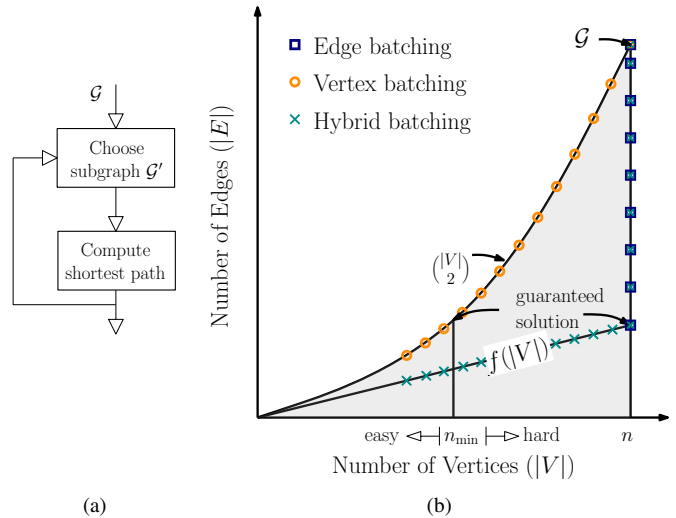 𝒢
Choose
subgraph 𝒢′
Compute
shortest path
(a)
Number of Edges (|E|)
Edge batching
Vertex batching
Hybrid batching
𝒢
(|V| 2)
guaranteed
solution
f(|V|)
easy n_min hard n
Number of Vertices (|V|)
(b)